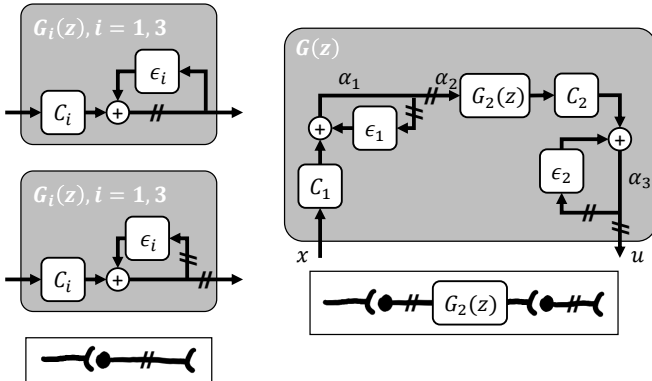 G_i(z), i = 1, 3
ϵ_i
C_i
+
G_i(z), i = 1, 3
ϵ_i
C_i
+
G(z)
α_1
α_2
G_2(z)
C_2
+
ϵ_1
+
ϵ_2
α_3
C_1
x
u
G_2(z)